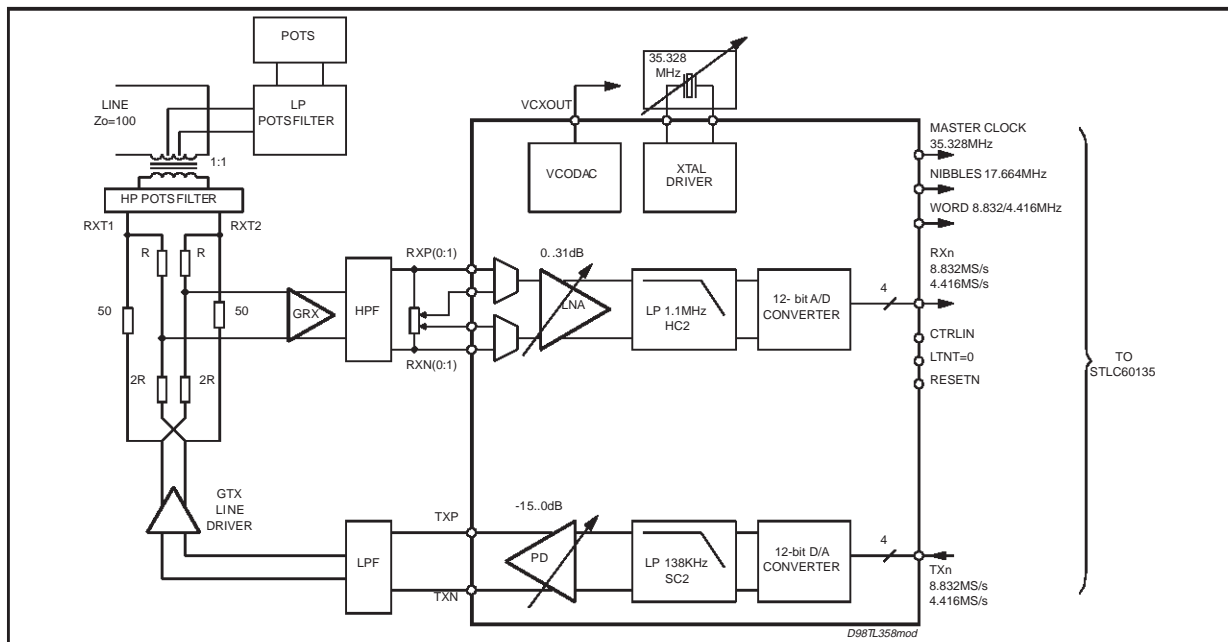 POTS
LINE
Zo=100
LP
POTS FILTER
1:1
HP POTS FILTER
RXT1
RXT2
R
R
50
50
2R
2R
GRX
HPF
GTX
LINE
DRIVER
LPF
VCXOUT
35.328
MHz
VCODAC
XTAL
DRIVER
RXP(0:1)
RXN(0:1)
0..31dB
LNA
LP 1.1MHz
HC2
12- bit A/D
CONVERTER
4
TXP
TXN
-15..0dB
PD
LP 138KHz
SC2
12-bit D/A
CONVERTER
4
MASTER CLOCK
35.328MHz
NIBBLES 17.664MHz
WORD 8.832/4.416MHz
RXn
8.832MS/s
4.416MS/s
CTRLIN
LTNT=0
RESETN
TXn
8.832MS/s
4.416MS/s
TO
STLC60135
D98TL358mod